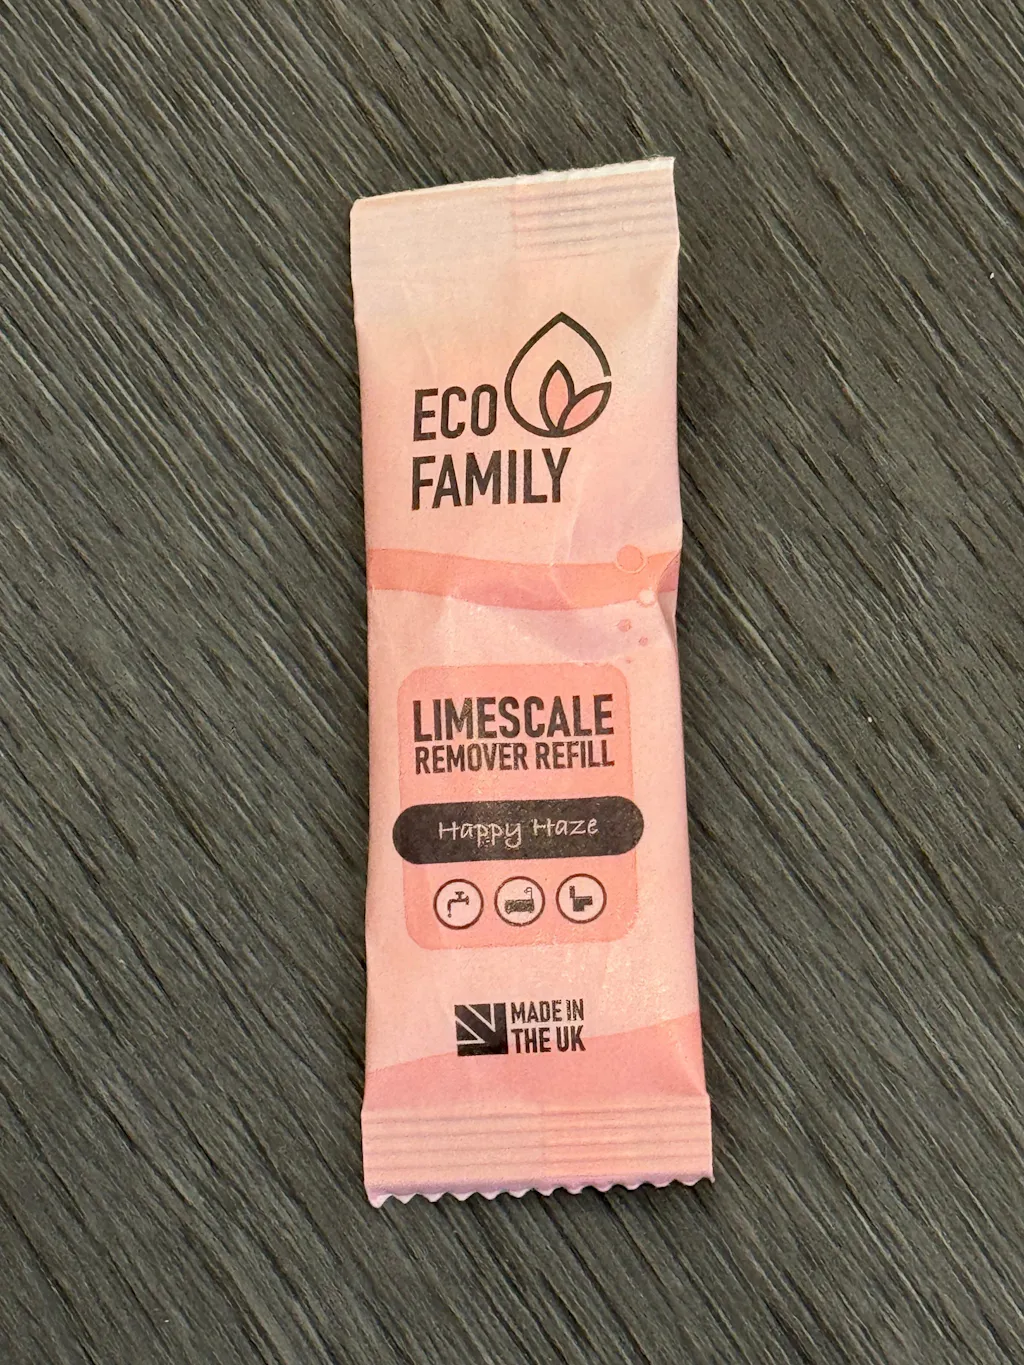 ECO
FAMILY
LIMESCALE
REMOVER REFILL
Happy Haze
MADE IN
THE UK